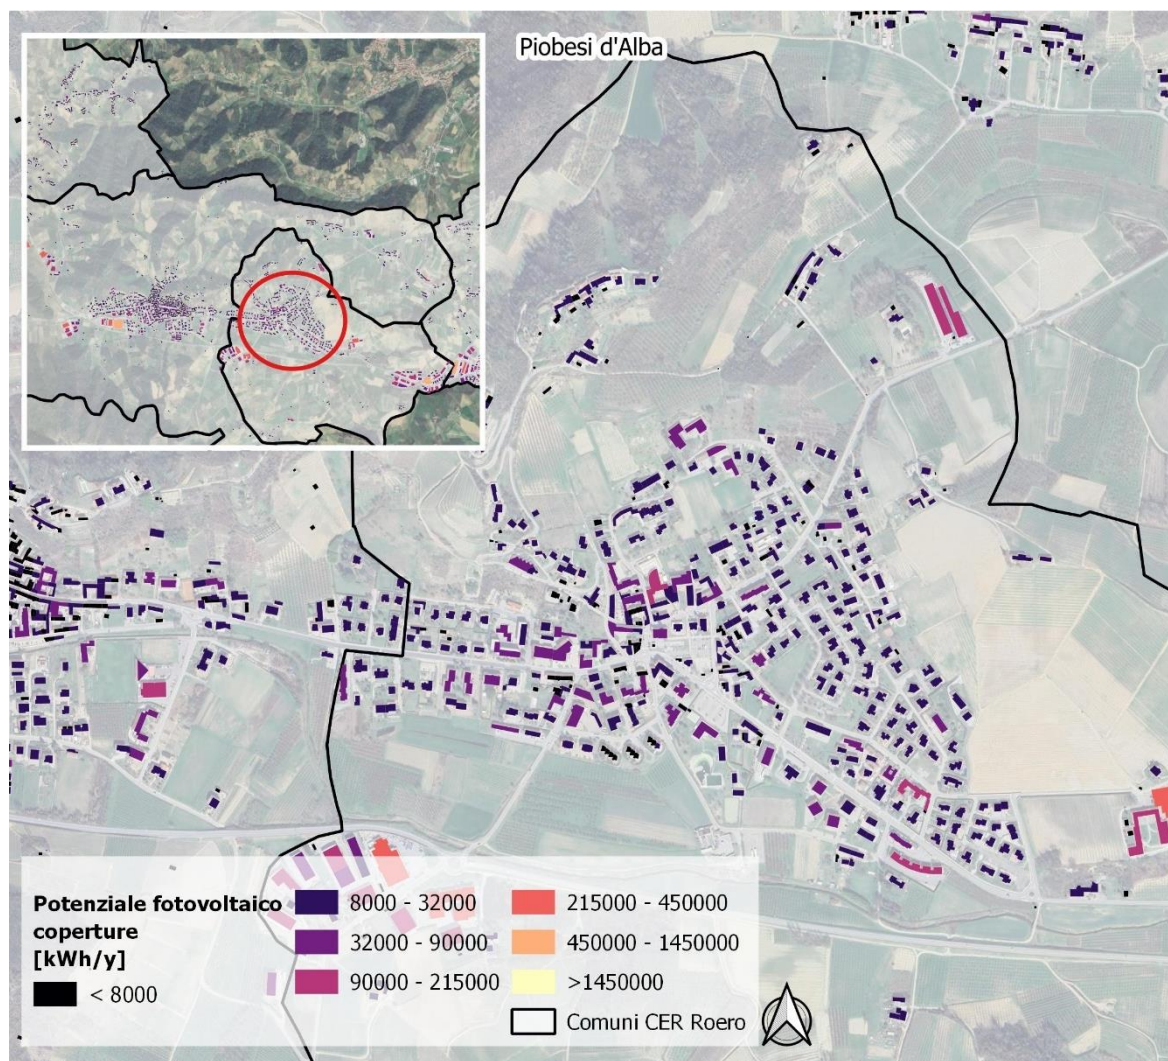 Piobesi d'Alba
Potenziale fotovoltaico
coperture
[kWh/y]
< 8000
8000 - 32000
32000 - 90000
90000 - 215000
215000 - 450000
450000 - 1450000
>1450000
Comuni CER Roero